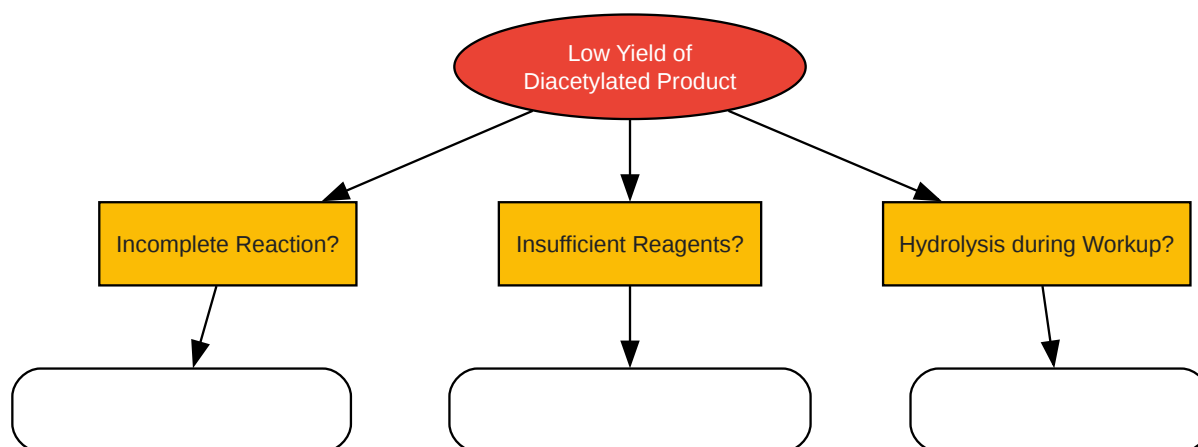 Low Yield of
Diacetylated Product
Incomplete Reaction?
Insufficient Reagents?
Hydrolysis during Workup?